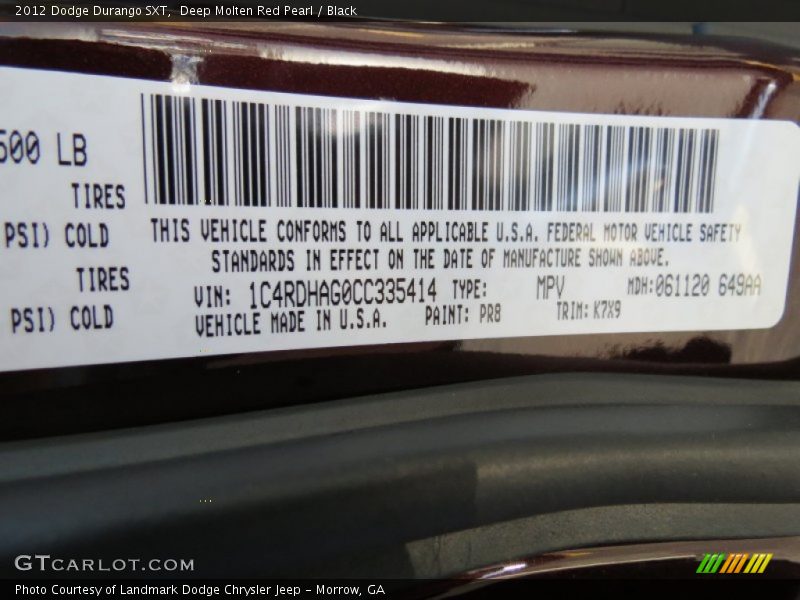 2012 Dodge Durango SXT,  Deep Molten Red Pearl / Black
500 LB
TIRES
PSI) COLD
TIRES
PSI) COLD
THIS VEHICLE CONFORMS TO ALL APPLICABLE U.S.A. FEDERAL MOTOR VEHICLE SAFETY
STANDARDS IN EFFECT ON THE DATE OF MANUFACTURE SHOWN ABOVE.
VIN: 1C4RDHAG0CC335414 TYPE: MPV MDH:061120 649AA
VEHICLE MADE IN U.S.A. PAINT: PR8 TRIM: K7X9
GTCARLOT.COM
Photo Courtesy of Landmark Dodge Chrysler Jeep - Morrow, GA